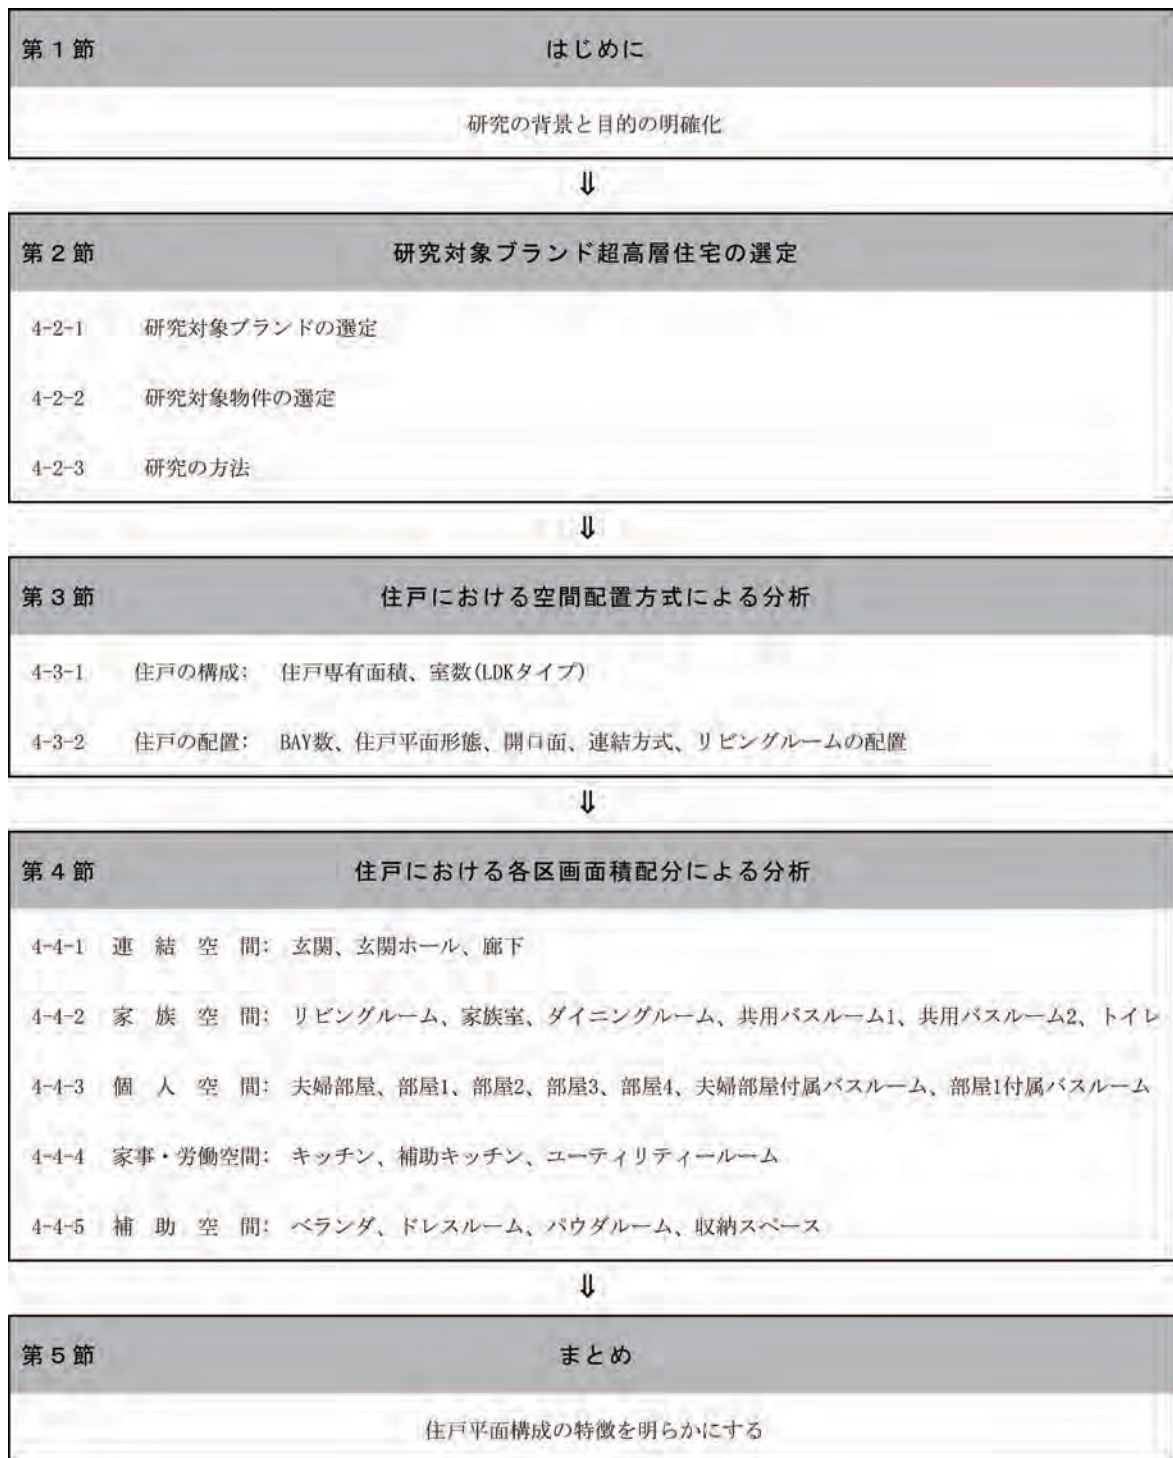 第1節 はじめに
研究の背景と目的の明確化
⇓
第2節 研究対象ブランド超高層住宅の選定
4-2-1 研究対象ブランドの選定
4-2-2 研究対象物件の選定
4-2-3 研究の方法
⇓
第3節 住戸における空間配置方式による分析
4-3-1 住戸の構成: 住戸専有面積、室数(LDKタイプ)
4-3-2 住戸の配置: BAY数、住戸平面形態、開口面、連結方式、リビングルームの配置
⇓
第4節 住戸における各区画面積配分による分析
4-4-1 連結空間: 玄関、玄関ホール、廊下
4-4-2 家族空間: リビングルーム、家族室、ダイニングルーム、共用バスルーム1、共用バスルーム2、トイレ
4-4-3 個人空間: 夫婦部屋、部屋1、部屋2、部屋3、部屋4、夫婦部屋付属バスルーム、部屋1付属バスルーム
4-4-4 家事・労働空間: キッチン、補助キッチン、ユーティリティールーム
4-4-5 補助空間: ベランダ、ドレスルーム、パウダルーム、収納スペース
⇓
第5節 まとめ
住戸平面構成の特徴を明らかにする